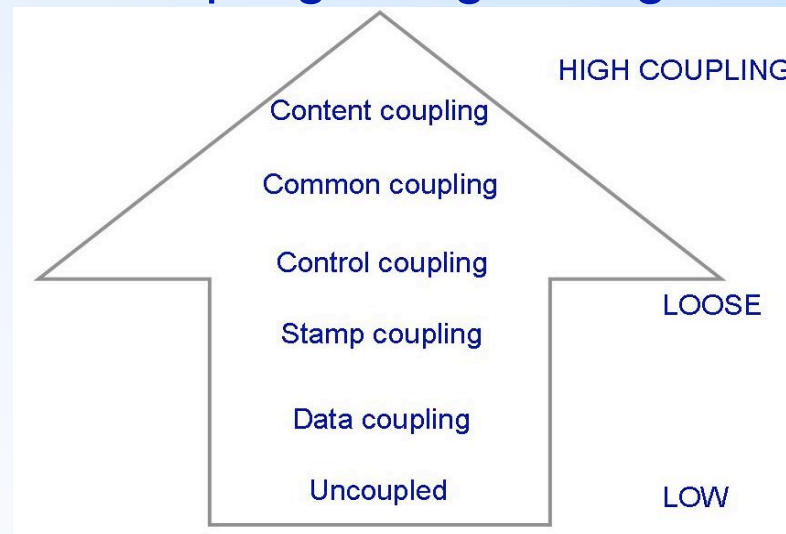 HIGH COUPLING
Content coupling
Common coupling
Control coupling
LOOSE
Stamp coupling
Data coupling
Uncoupled
LOW